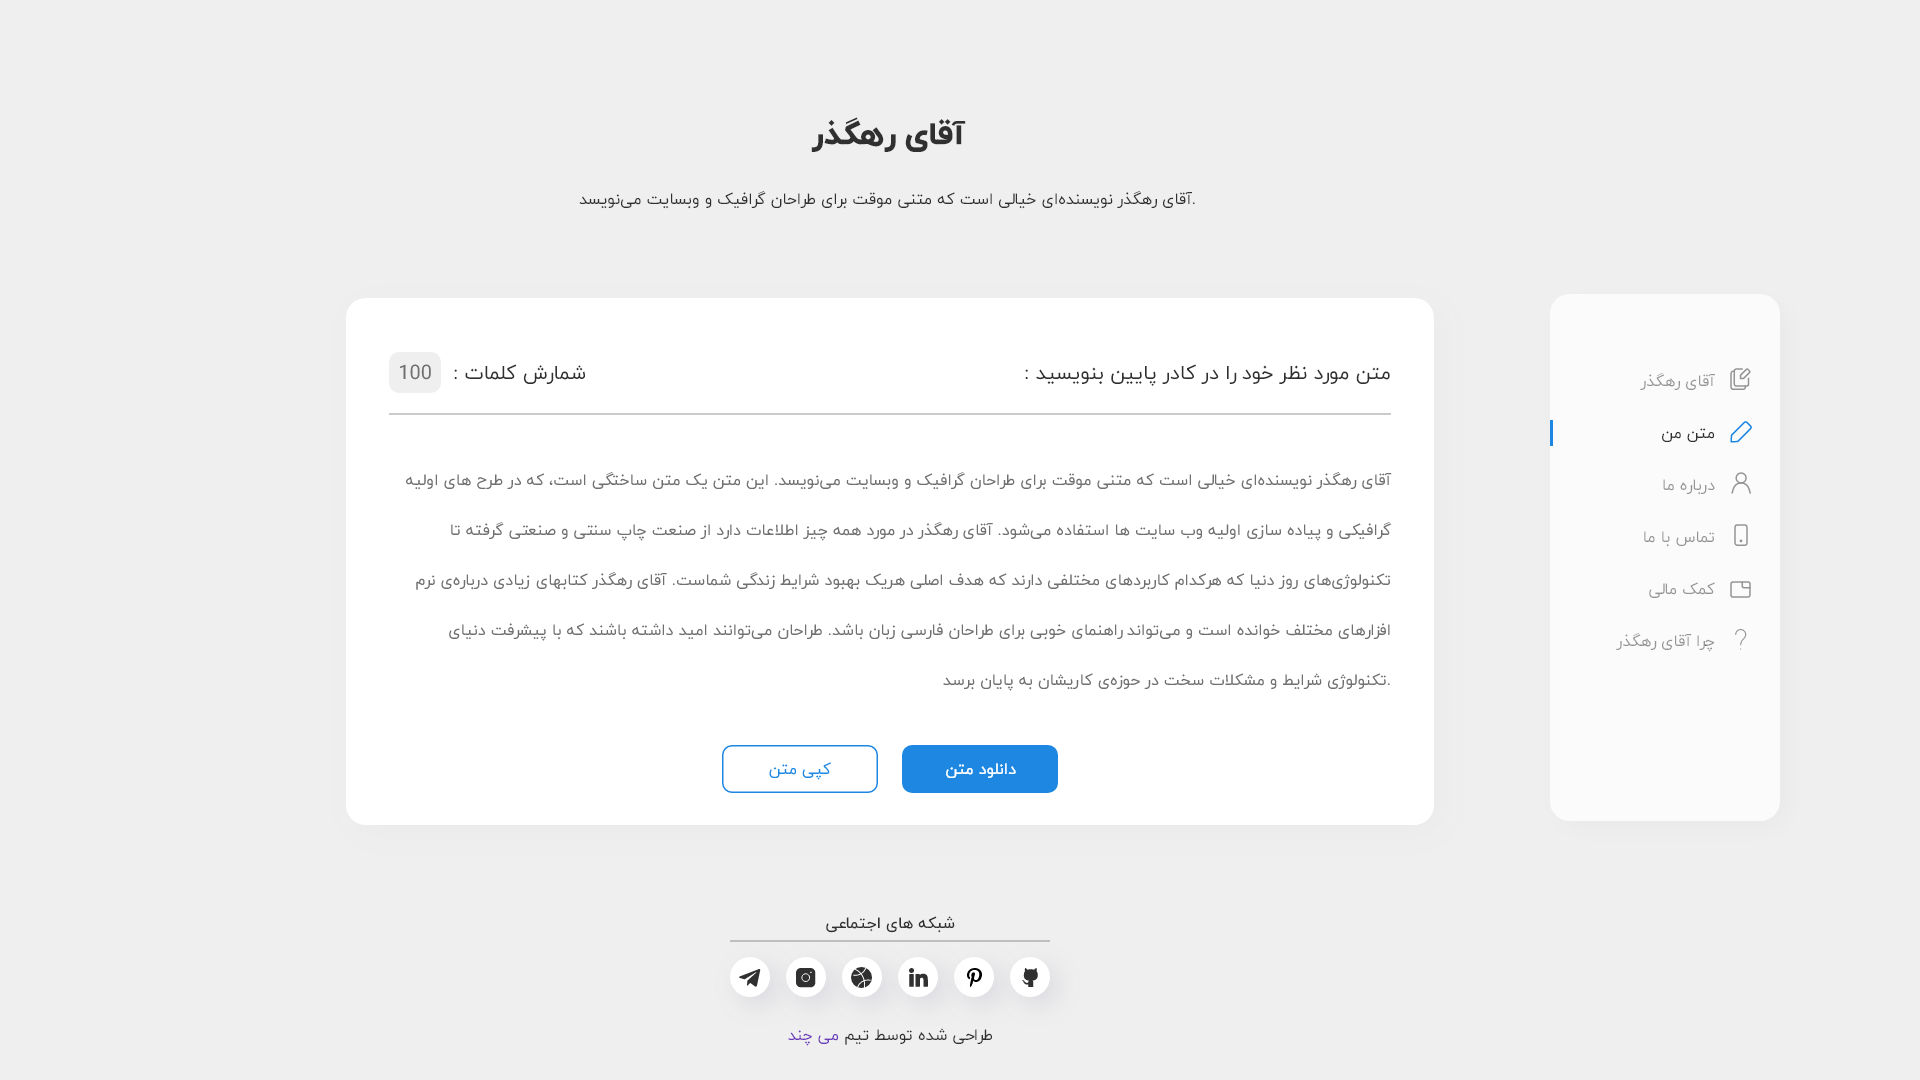 آقای رهگذر
آقای رهگذر نویسنده‌ای خیالی است که متنی موقت برای طراحان گرافیک و وبسایت می‌نویسد.
آقای رهگذر
متن من
درباره ما
تماس با ما
کمک مالی
چرا آقای رهگذر
متن مورد نظر خود را در کادر پایین بنویسید :
شمارش کلمات : 100
آقای رهگذر نویسنده‌ای خیالی است که متنی موقت برای طراحان گرافیک و وبسایت می‌نویسد. این متن یک متن ساختگی است، که در طرح های اولیه
گرافیکی و پیاده سازی اولیه وب سایت ها استفاده می‌شود. آقای رهگذر در مورد همه چیز اطلاعات دارد از صنعت چاپ سنتی و صنعتی گرفته تا
تکنولوژی‌های روز دنیا که هرکدام کاربردهای مختلفی دارند که هدف اصلی هریک بهبود شرایط زندگی شماست. آقای رهگذر کتابهای زیادی درباره‌ی نرم
افزارهای مختلف خوانده است و می‌تواند راهنمای خوبی برای طراحان فارسی زبان باشد. طراحان می‌توانند امید داشته باشند که با پیشرفت دنیای
تکنولوژی شرایط و مشکلات سخت در حوزه‌ی کاریشان به پایان برسد.
دانلود متن
کپی متن
شبکه های اجتماعی
طراحی شده توسط تیم می چند